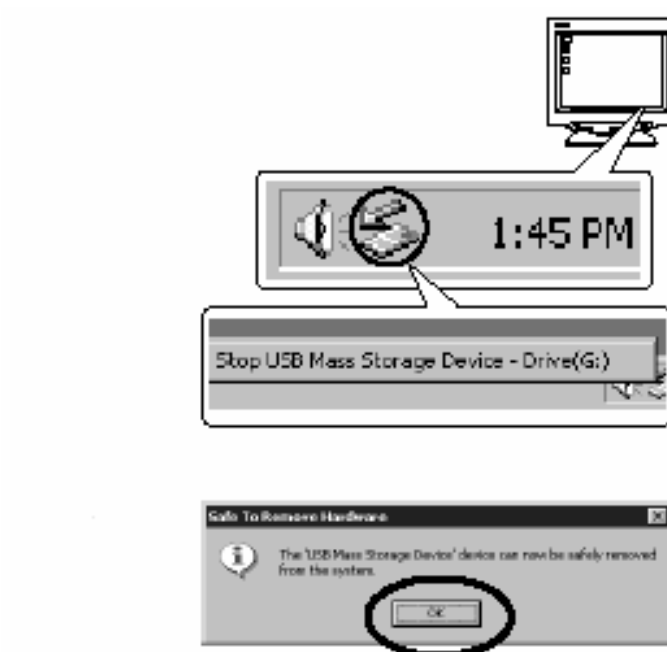 1:45 PM
Stop USB Mass Storage Device - Drive(G:)
Safe To Remove Hardware
The 'USB Mass Storage Device' device can now be safely removed
from the system.
OK